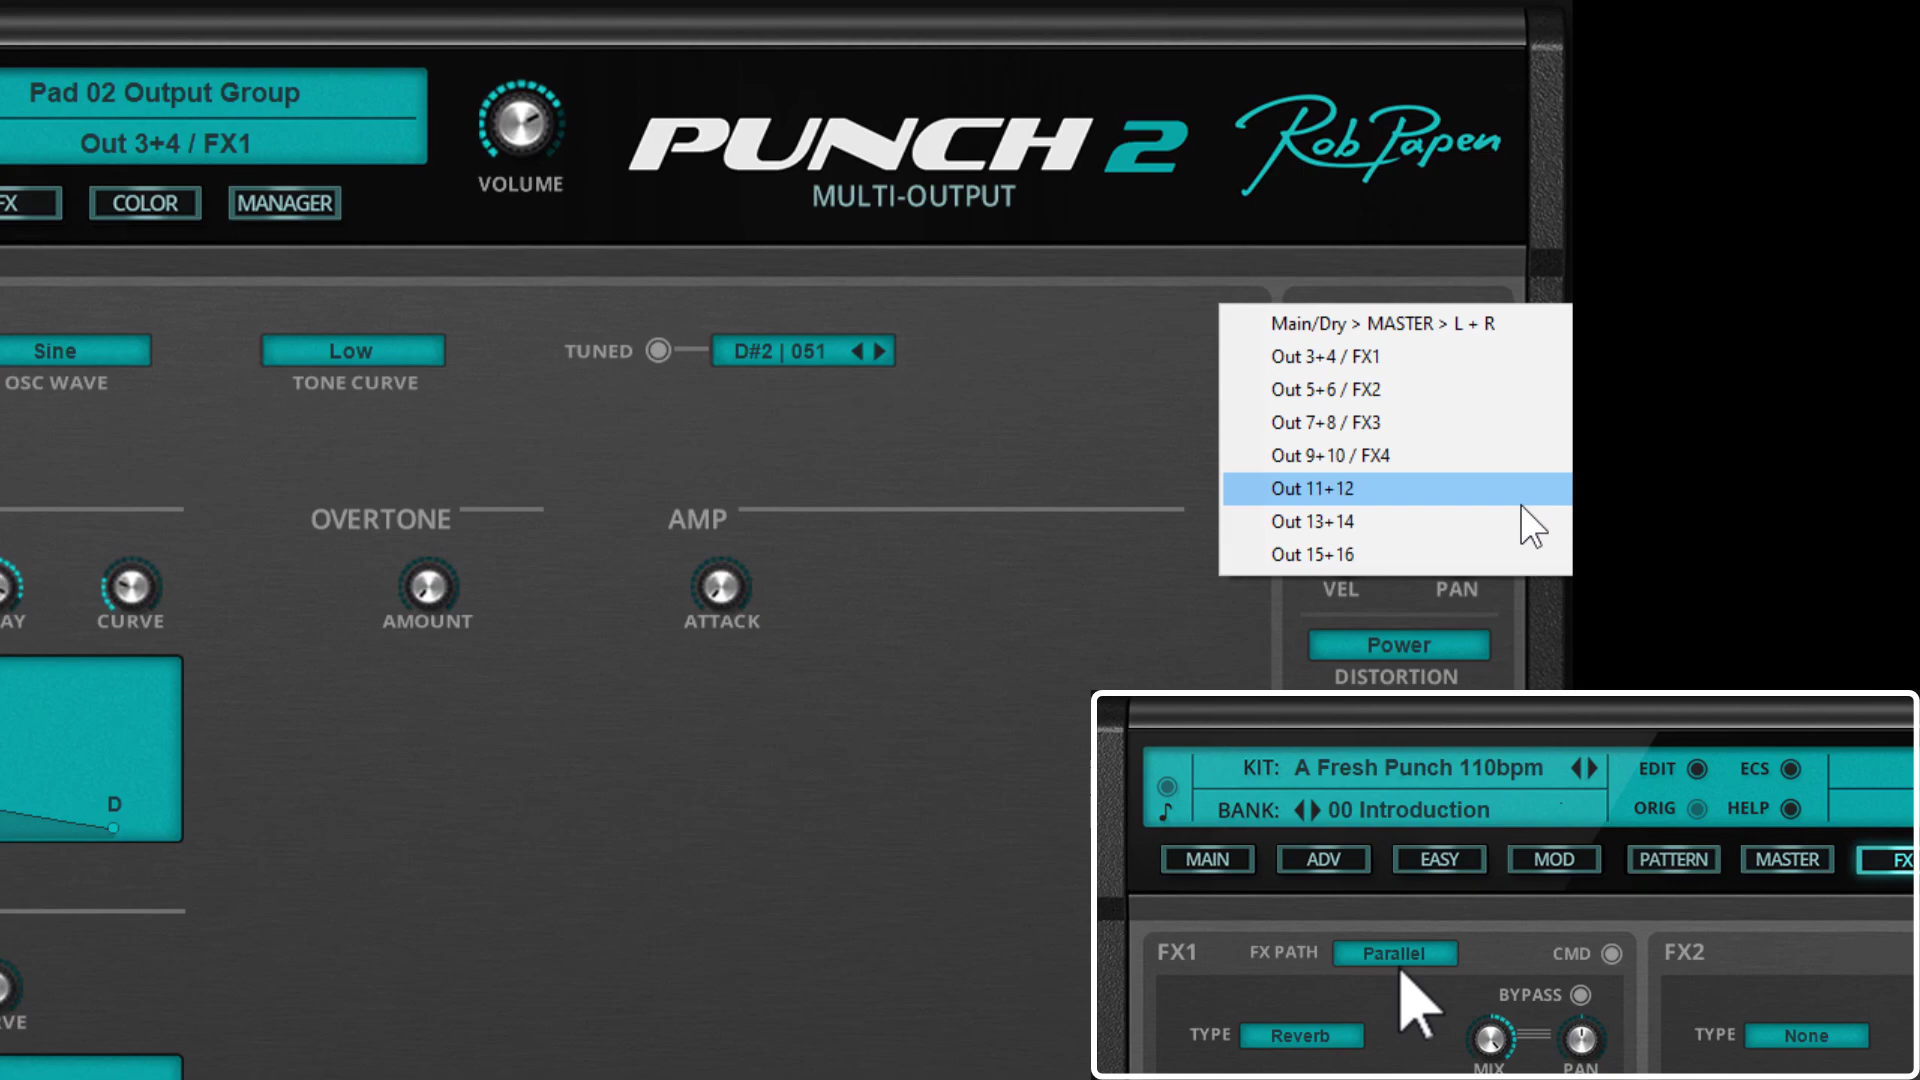 Pad 02 Output Group
Out 3+4 / FX1
FX
COLOR
MANAGER
VOLUME
PUNCH 2
MULTI-OUTPUT
Rob Papen
Sine
OSC WAVE
Low
TONE CURVE
TUNED
D#2 | 051
Main/Dry > MASTER > L + R
Out 3+4 / FX1
Out 5+6 / FX2
Out 7+8 / FX3
Out 9+10 / FX4
Out 11+12
Out 13+14
Out 15+16
OVERTONE
AMP
AY
CURVE
AMOUNT
ATTACK
VEL
PAN
Power
DISTORTION
D
RVE
KIT: A Fresh Punch 110bpm
EDIT
ECS
BANK: 00 Introduction
ORIG
HELP
MAIN
ADV
EASY
MOD
PATTERN
MASTER
FX
FX1
FX PATH
Parallel
CMD
FX2
BYPASS
TYPE
Reverb
MIX
PAN
TYPE
None